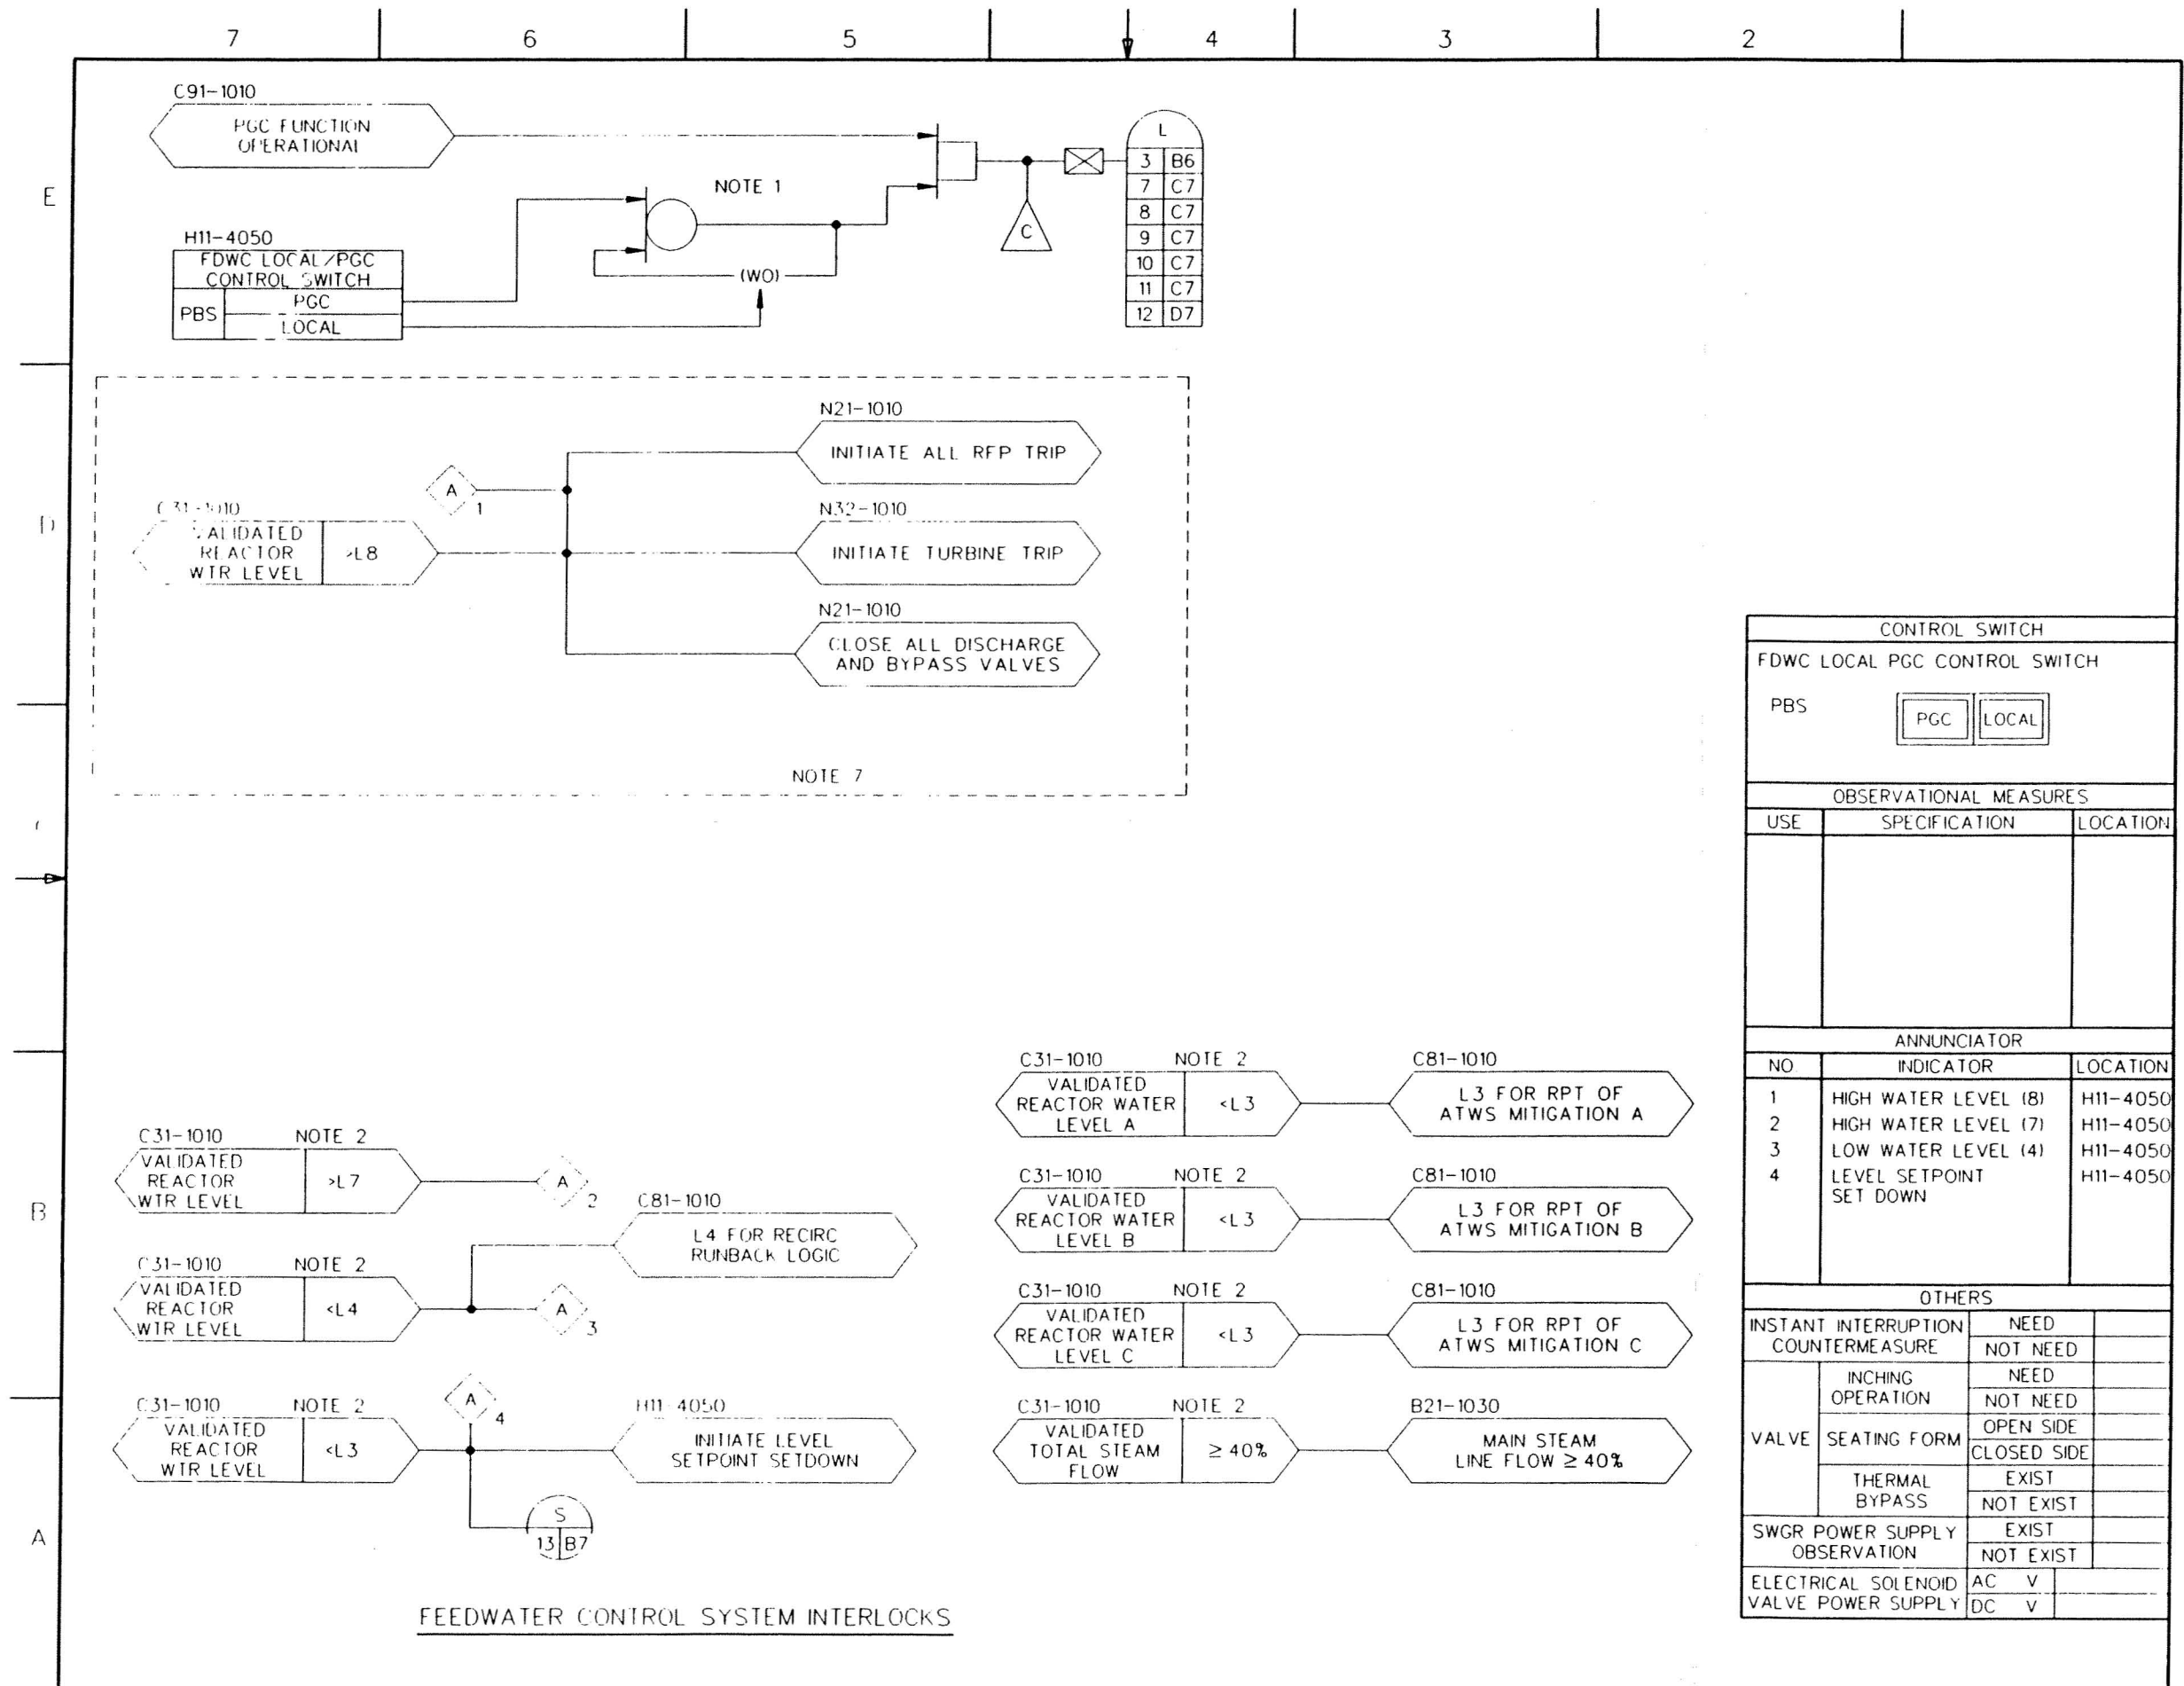 7 6 5 4 3 2
C91-1010
PGC FUNCTION
OPERATIONAL
E
NOTE 1
H11-4050
FDWC LOCAL/PGC
CONTROL SWITCH
PBS
PGC
LOCAL
(WO)
C
L
3 B6
7 C7
8 C7
9 C7
10 C7
11 C7
12 D7
D
N21-1010
INITIATE ALL RFP TRIP
A
1
C31-1010
VALIDATED
REACTOR
WTR LEVEL
>L8
N32-1010
INITIATE TURBINE TRIP
N21-1010
CLOSE ALL DISCHARGE
AND BYPASS VALVES
NOTE 7
B
C31-1010 NOTE 2
VALIDATED
REACTOR
WTR LEVEL
>L7
A
2
C81-1010
L4 FOR RECIRC
RUNBACK LOGIC
C31-1010 NOTE 2
VALIDATED
REACTOR
WTR LEVEL
<L4
A
3
C31-1010 NOTE 2
VALIDATED
REACTOR
WTR LEVEL
<L3
A
4
H11-4050
INITIATE LEVEL
SETPOINT SETDOWN
S
13 B7
A
C31-1010 NOTE 2
VALIDATED
REACTOR WATER
LEVEL A
<L3
C81-1010
L3 FOR RPT OF
ATWS MITIGATION A
C31-1010 NOTE 2
VALIDATED
REACTOR WATER
LEVEL B
<L3
C81-1010
L3 FOR RPT OF
ATWS MITIGATION B
C31-1010 NOTE 2
VALIDATED
REACTOR WATER
LEVEL C
<L3
C81-1010
L3 FOR RPT OF
ATWS MITIGATION C
C31-1010 NOTE 2
VALIDATED
TOTAL STEAM
FLOW
≥ 40%
B21-1030
MAIN STEAM
LINE FLOW ≥ 40%
FEEDWATER CONTROL SYSTEM INTERLOCKS
CONTROL SWITCH
FDWC LOCAL PGC CONTROL SWITCH
PBS
PGC LOCAL
OBSERVATIONAL MEASURES
USE SPECIFICATION LOCATION
ANNUNCIATOR
NO INDICATOR LOCATION
1 HIGH WATER LEVEL (8) H11-4050
2 HIGH WATER LEVEL (7) H11-4050
3 LOW WATER LEVEL (4) H11-4050
4 LEVEL SETPOINT H11-4050
SET DOWN
OTHERS
INSTANT INTERRUPTION
COUNTERMEASURE
NEED
NOT NEED
VALVE
INCHING
OPERATION
NEED
NOT NEED
SEATING FORM
OPEN SIDE
CLOSED SIDE
THERMAL
BYPASS
EXIST
NOT EXIST
SWGR POWER SUPPLY
OBSERVATION
EXIST
NOT EXIST
ELECTRICAL SOLENOID
VALVE POWER SUPPLY
AC V
DC V